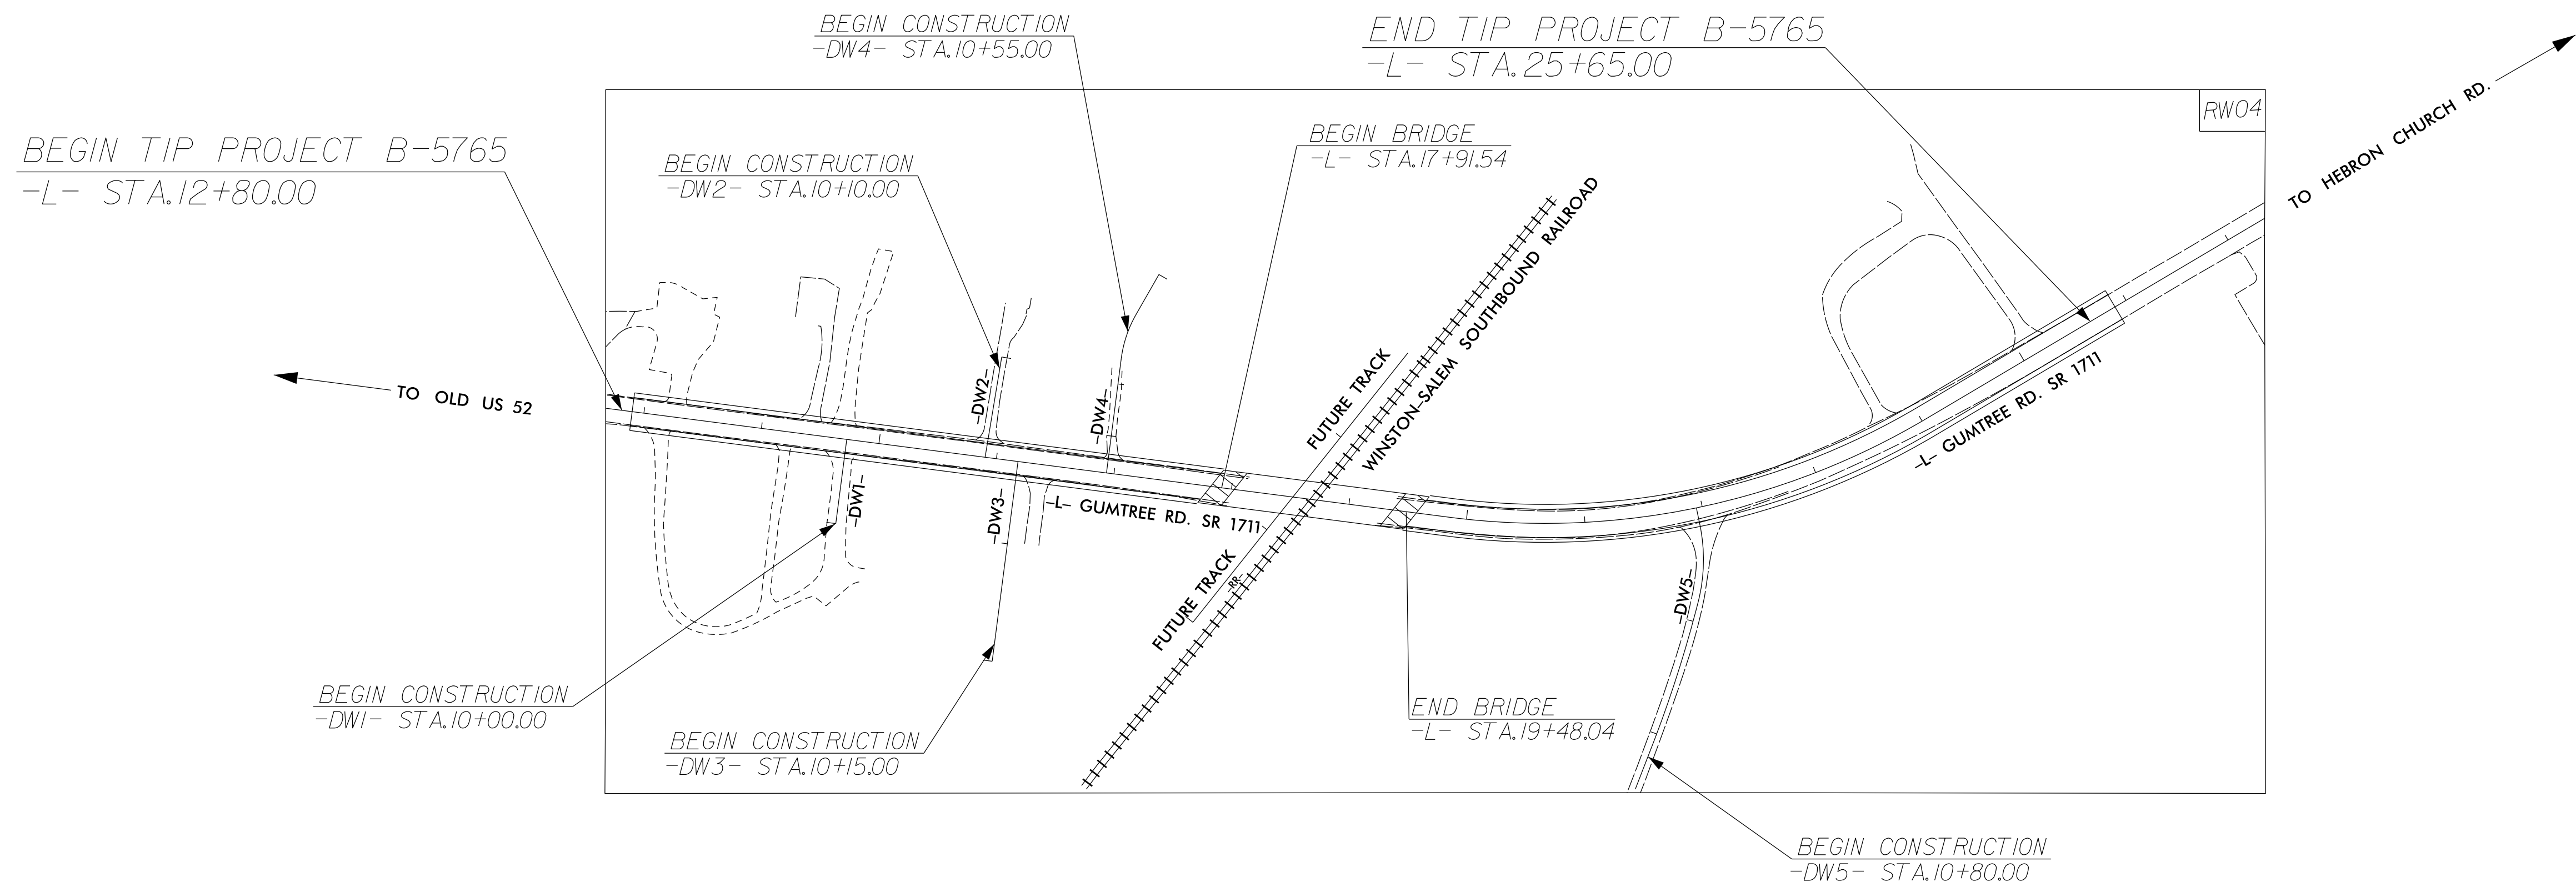 BEGIN CONSTRUCTION
-DW4- STA.10+55.00
END TIP PROJECT B-5765
-L- STA.25+65.00
RW04
TO HEBRON CHURCH RD.
BEGIN TIP PROJECT B-5765
-L- STA.12+80.00
BEGIN CONSTRUCTION
-DW2- STA.10+10.00
BEGIN BRIDGE
-L- STA.17+91.54
WINSTON-SALEM SOUTHBOUND RAILROAD
FUTURE TRACK
TO OLD US 52
-DW2-
-DW4-
-L- GUMTREE RD. SR 1711
-DW1-
-DW3-
-L- GUMTREE RD. SR 1711
FUTURE TRACK
-RR-
-DW5-
BEGIN CONSTRUCTION
-DW1- STA.10+00.00
BEGIN CONSTRUCTION
-DW3- STA.10+15.00
END BRIDGE
-L- STA.19+48.04
BEGIN CONSTRUCTION
-DW5- STA.10+80.00